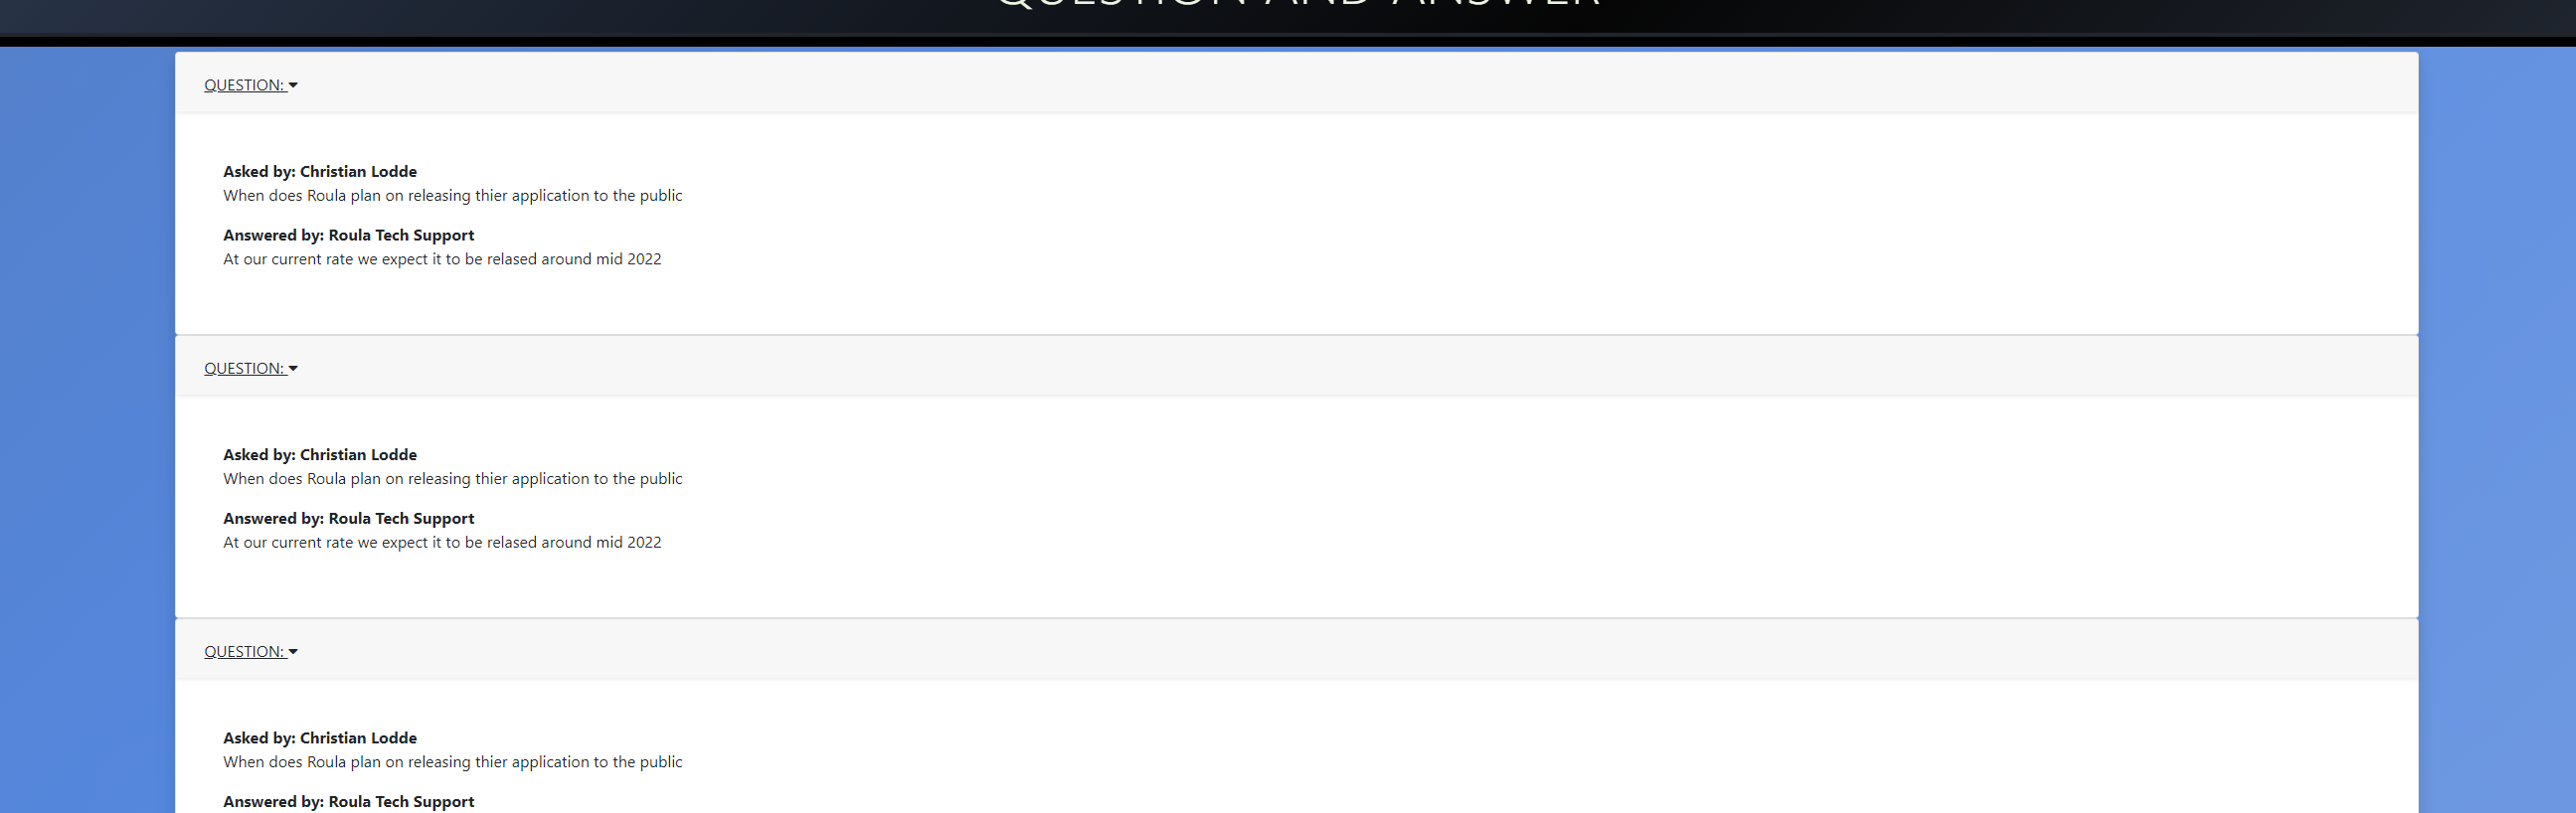 QUESTION AND ANSWER
QUESTION:
Asked by: Christian Lodde
When does Roula plan on releasing thier application to the public
Answered by: Roula Tech Support
At our current rate we expect it to be relased around mid 2022
QUESTION:
Asked by: Christian Lodde
When does Roula plan on releasing thier application to the public
Answered by: Roula Tech Support
At our current rate we expect it to be relased around mid 2022
QUESTION:
Asked by: Christian Lodde
When does Roula plan on releasing thier application to the public
Answered by: Roula Tech Support